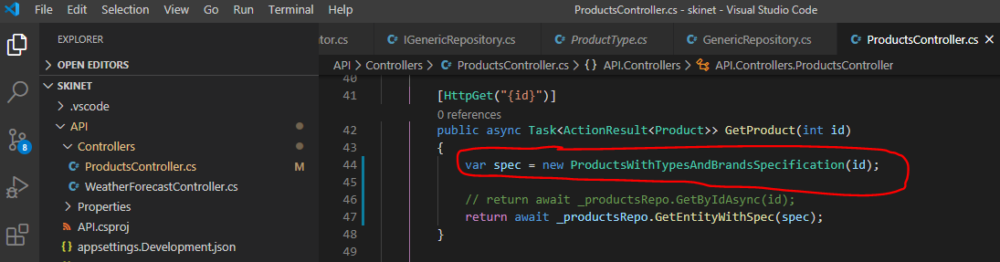 File Edit Selection View Go Run Terminal Help ProductsController.cs - skinet - Visual Studio Code
EXPLORER
OPEN EDITORS
SKINET
.vscode
API
Controllers
ProductsController.cs M
WeatherForecastController.cs
Properties
API.csproj
appsettings.Development.json
8
ator.cs IGenericRepository.cs ProductType.cs GenericRepository.cs ProductsController.cs
API > Controllers > ProductsController.cs > {} API.Controllers > API.Controllers.ProductsController
40
41 [HttpGet("{id}")]
0 references
42 public async Task<ActionResult<Product>> GetProduct(int id)
43 {
44 var spec = new ProductsWithTypesAndBrandsSpecification(id);
45
46 // return await _productsRepo.GetByIdAsync(id);
47 return await _productsRepo.GetEntityWithSpec(spec);
48 }
49